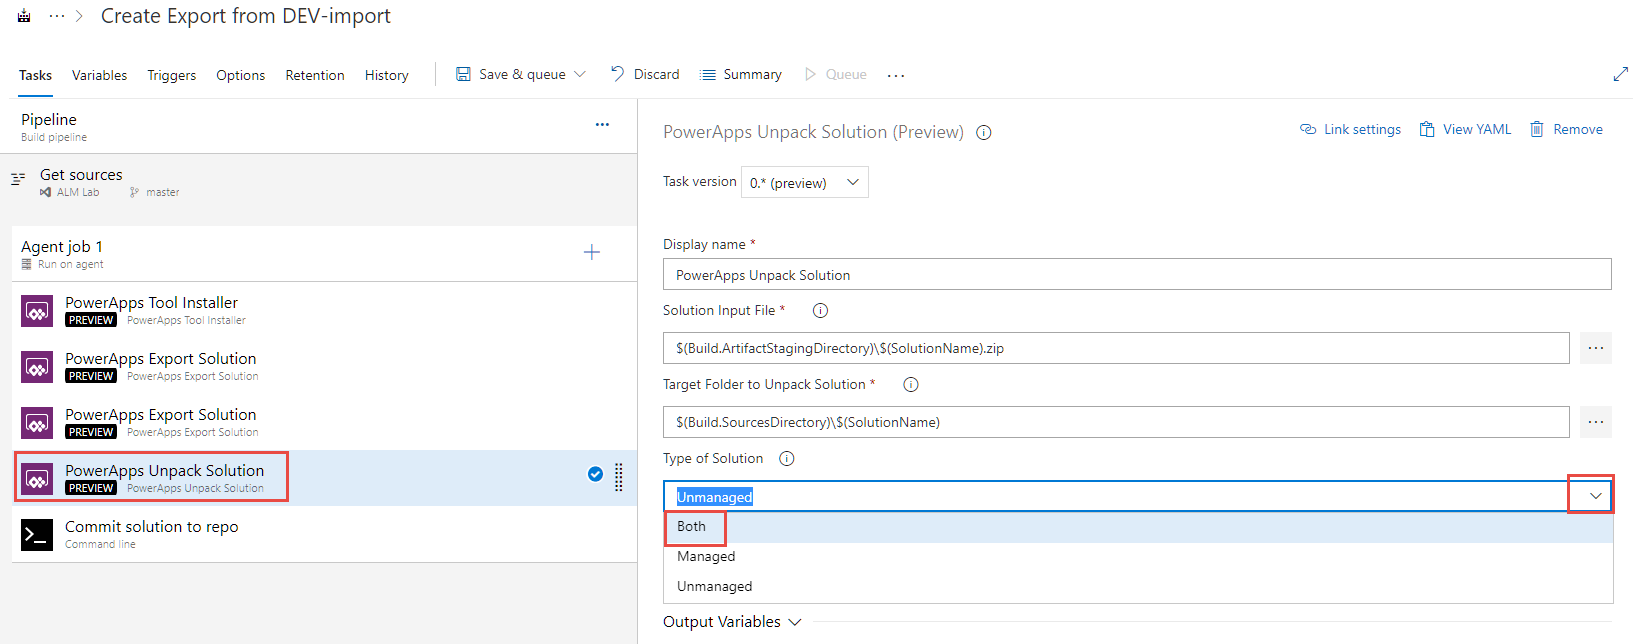 ... > Create Export from DEV-import
Tasks Variables Triggers Options Retention History Save & queue Discard Summary Queue ...
Pipeline
Build pipeline
...
Get sources
ALM Lab master
Agent job 1
Run on agent
PowerApps Tool Installer
PREVIEW PowerApps Tool Installer
PowerApps Export Solution
PREVIEW PowerApps Export Solution
PowerApps Export Solution
PREVIEW PowerApps Export Solution
PowerApps Unpack Solution
PREVIEW PowerApps Unpack Solution
Commit solution to repo
Command line
PowerApps Unpack Solution (Preview)
Link settings View YAML Remove
Task version 0.* (preview)
Display name *
PowerApps Unpack Solution
Solution Input File *
$(Build.ArtifactStagingDirectory)\$(SolutionName).zip
...
Target Folder to Unpack Solution *
$(Build.SourcesDirectory)\$(SolutionName)
...
Type of Solution
Unmanaged
Both
Managed
Unmanaged
Output Variables